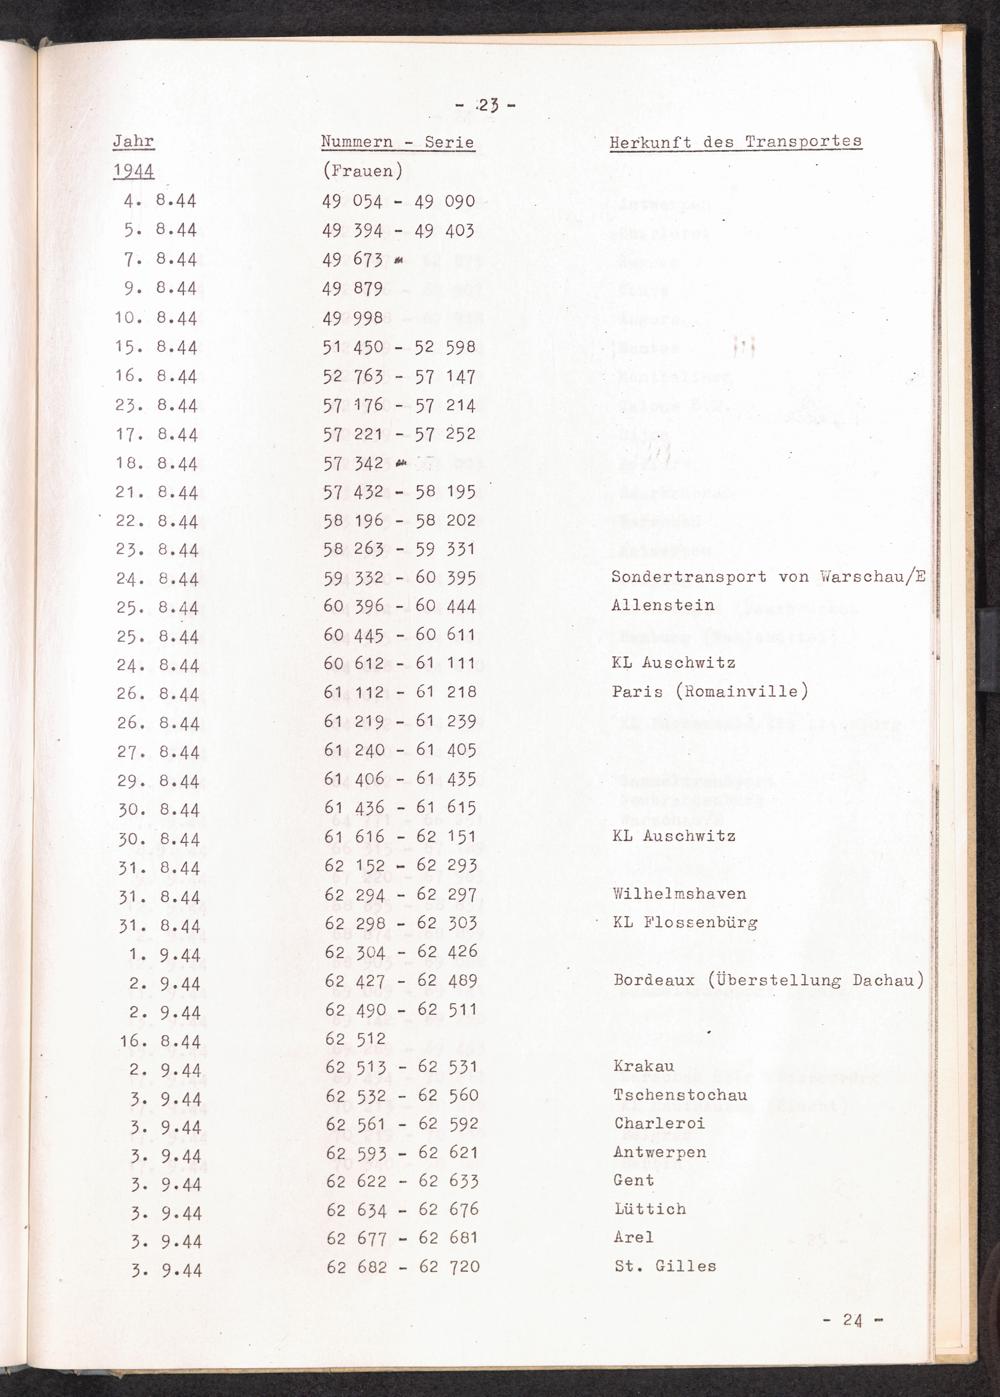 - 23 -
Jahr Nummern - Serie Herkunft des Transportes
1944 (Frauen)
4. 8.44 49 054 - 49 090
5. 8.44 49 394 - 49 403
7. 8.44 49 673
9. 8.44 49 879
10. 8.44 49 998
15. 8.44 51 450 - 52 598
16. 8.44 52 763 - 57 147
23. 8.44 57 176 - 57 214
17. 8.44 57 221 - 57 252
18. 8.44 57 342
21. 8.44 57 432 - 58 195
22. 8.44 58 196 - 58 202
23. 8.44 58 263 - 59 331
24. 8.44 59 332 - 60 395 Sondertransport von Warschau/E
25. 8.44 60 396 - 60 444 Allenstein
25. 8.44 60 445 - 60 611
24. 8.44 60 612 - 61 111 KL Auschwitz
26. 8.44 61 112 - 61 218 Paris (Romainville)
26. 8.44 61 219 - 61 239
27. 8.44 61 240 - 61 405
29. 8.44 61 406 - 61 435
30. 8.44 61 436 - 61 615
30. 8.44 61 616 - 62 151 KL Auschwitz
31. 8.44 62 152 - 62 293
31. 8.44 62 294 - 62 297 Wilhelmshaven
31. 8.44 62 298 - 62 303 KL Flossenbürg
1. 9.44 62 304 - 62 426
2. 9.44 62 427 - 62 489 Bordeaux (Überstellung Dachau)
2. 9.44 62 490 - 62 511
16. 8.44 62 512
2. 9.44 62 513 - 62 531 Krakau
3. 9.44 62 532 - 62 560 Tschenstochau
3. 9.44 62 561 - 62 592 Charleroi
3. 9.44 62 593 - 62 621 Antwerpen
3. 9.44 62 622 - 62 633 Gent
3. 9.44 62 634 - 62 676 Lüttich
3. 9.44 62 677 - 62 681 Arel
3. 9.44 62 682 - 62 720 St. Gilles
- 24 -